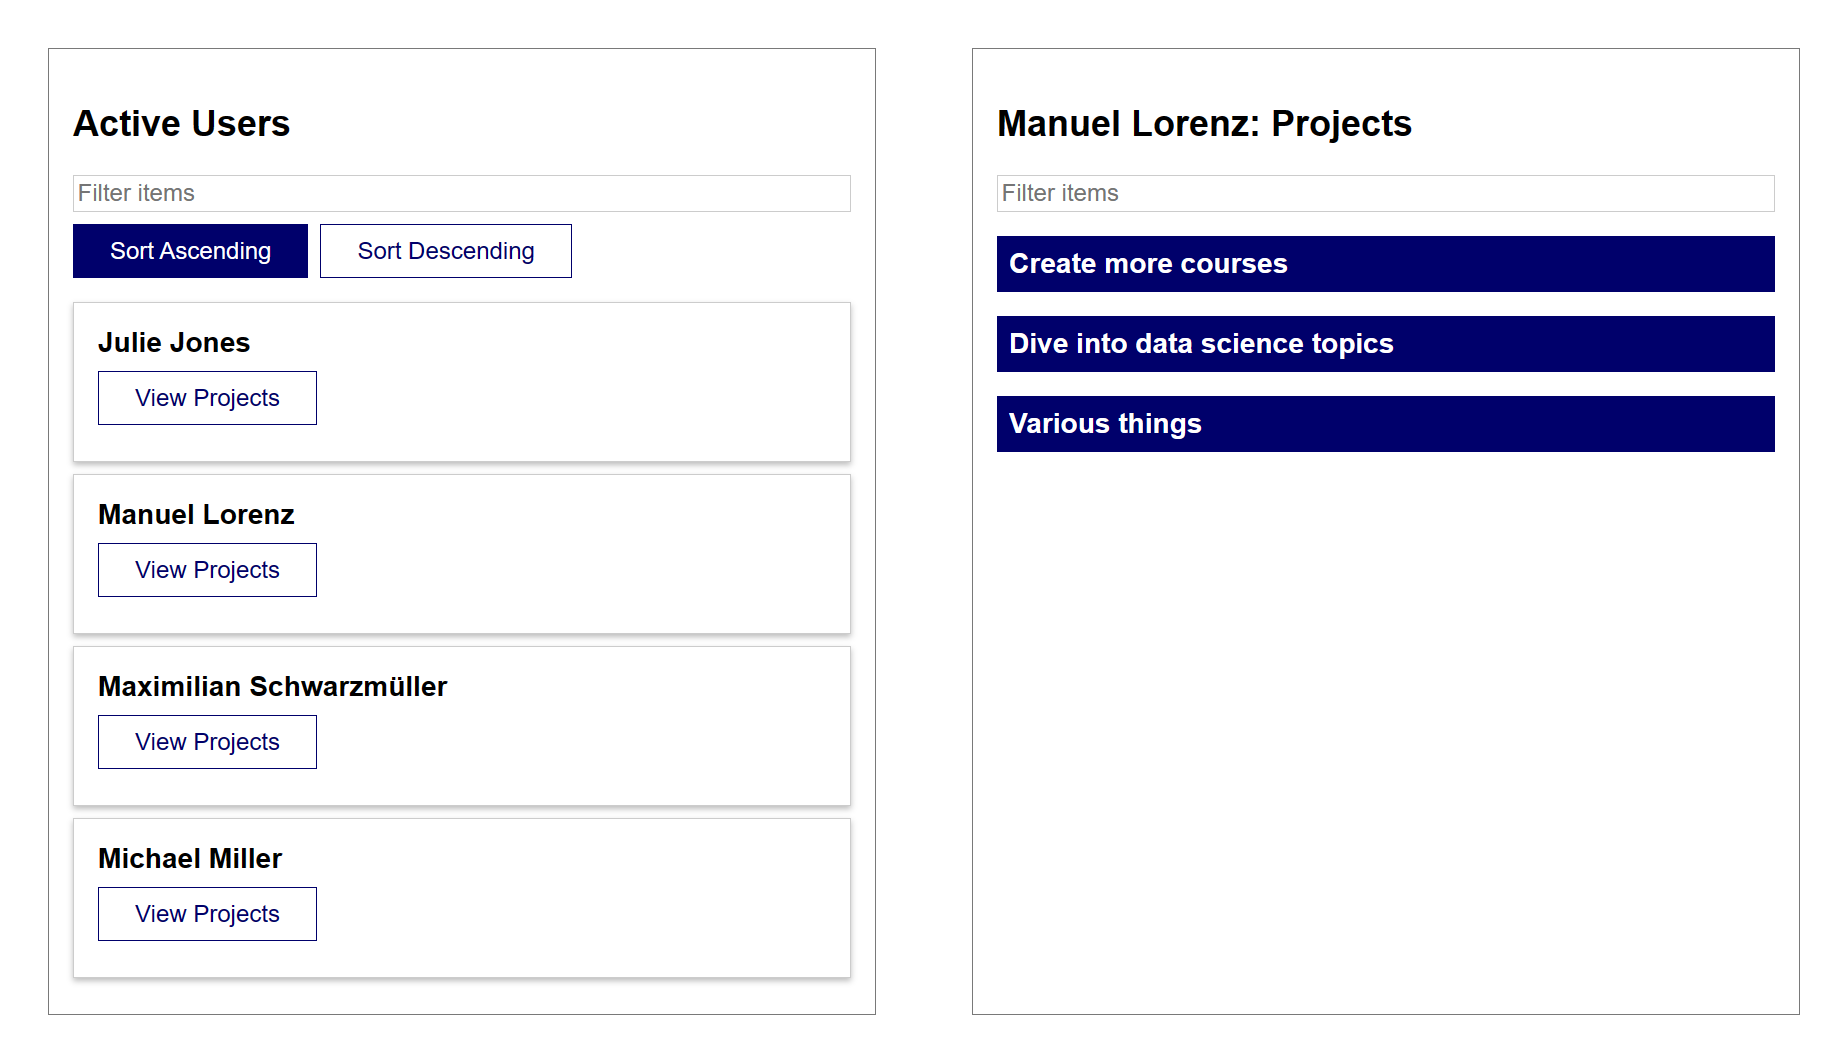 Active Users
Filter items
Sort Ascending Sort Descending
Julie Jones
View Projects
Manuel Lorenz
View Projects
Maximilian Schwarzmüller
View Projects
Michael Miller
View Projects
Manuel Lorenz: Projects
Filter items
Create more courses
Dive into data science topics
Various things